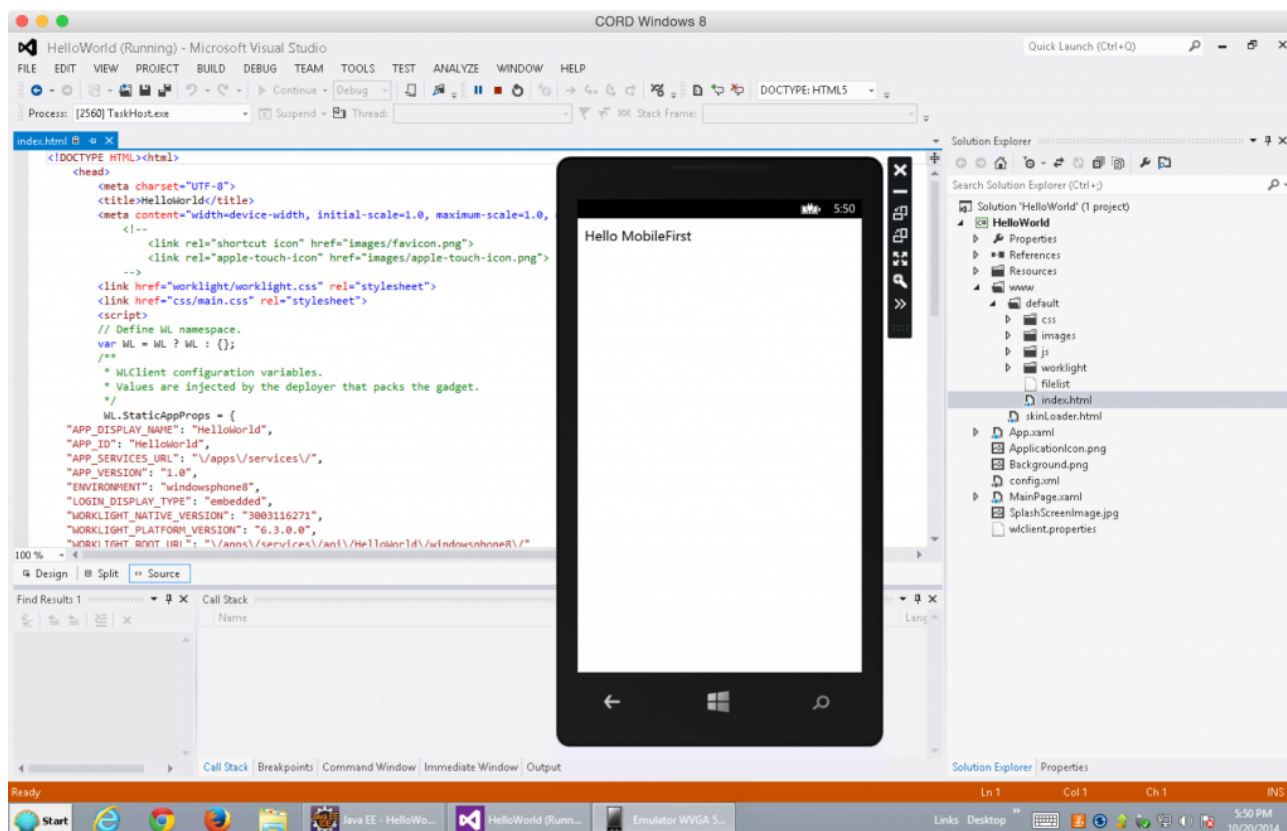 CORD Windows 8
HelloWorld (Running) - Microsoft Visual Studio
Quick Launch (Ctrl+Q)
FILE EDIT VIEW PROJECT BUILD DEBUG TEAM TOOLS TEST ANALYZE WINDOW HELP
Continue Debug DOCTYPE: HTML5
Process: [2560] TaskHost.exe Suspend Thread: Stack Frame:
index.html
<!DOCTYPE HTML><html>
<head>
<meta charset="UTF-8">
<title>HelloWorld</title>
<meta content="width=device-width, initial-scale=1.0, maximum-scale=1.0,
<!--
<link rel="shortcut icon" href="images/favicon.png">
<link rel="apple-touch-icon" href="images/apple-touch-icon.png">
-->
<link href="worklight/worklight.css" rel="stylesheet">
<link href="css/main.css" rel="stylesheet">
<script>
// Define WL namespace.
var WL = WL ? WL : {};
/**
* WLClient configuration variables.
* Values are injected by the deployer that packs the gadget.
*/
WL.StaticAppProps = {
"APP_DISPLAY_NAME": "HelloWorld",
"APP_ID": "HelloWorld",
"APP_SERVICES_URL": "\/apps\/services\/",
"APP_VERSION": "1.0",
"ENVIRONMENT": "windowsphone8",
"LOGIN_DISPLAY_TYPE": "embedded",
"WORKLIGHT_NATIVE_VERSION": "3003116271",
"WORKLIGHT_PLATFORM_VERSION": "6.3.0.0",
"WORKLIGHT_ROOT_URL": "\/apps\/services\/api\/HelloWorld\/windowsphone8\/"
100 %
Design Split Source
5:50
Hello MobileFirst
Solution Explorer
Search Solution Explorer (Ctrl+;)
Solution 'HelloWorld' (1 project)
HelloWorld
Properties
References
Resources
www
default
css
images
js
worklight
filelist
index.html
skinLoader.html
App.xaml
ApplicationIcon.png
Background.png
config.xml
MainPage.xaml
SplashScreenImage.jpg
wlclient.properties
Find Results 1
Call Stack
Name
Lang
Call Stack Breakpoints Command Window Immediate Window Output
Solution Explorer Properties
Ready Ln 1 Col 1 Ch 1 INS
Start Java EE - HelloWo... HelloWorld (Runn... Emulator WVGA 5... Links Desktop 5:50 PM
10/20/2014